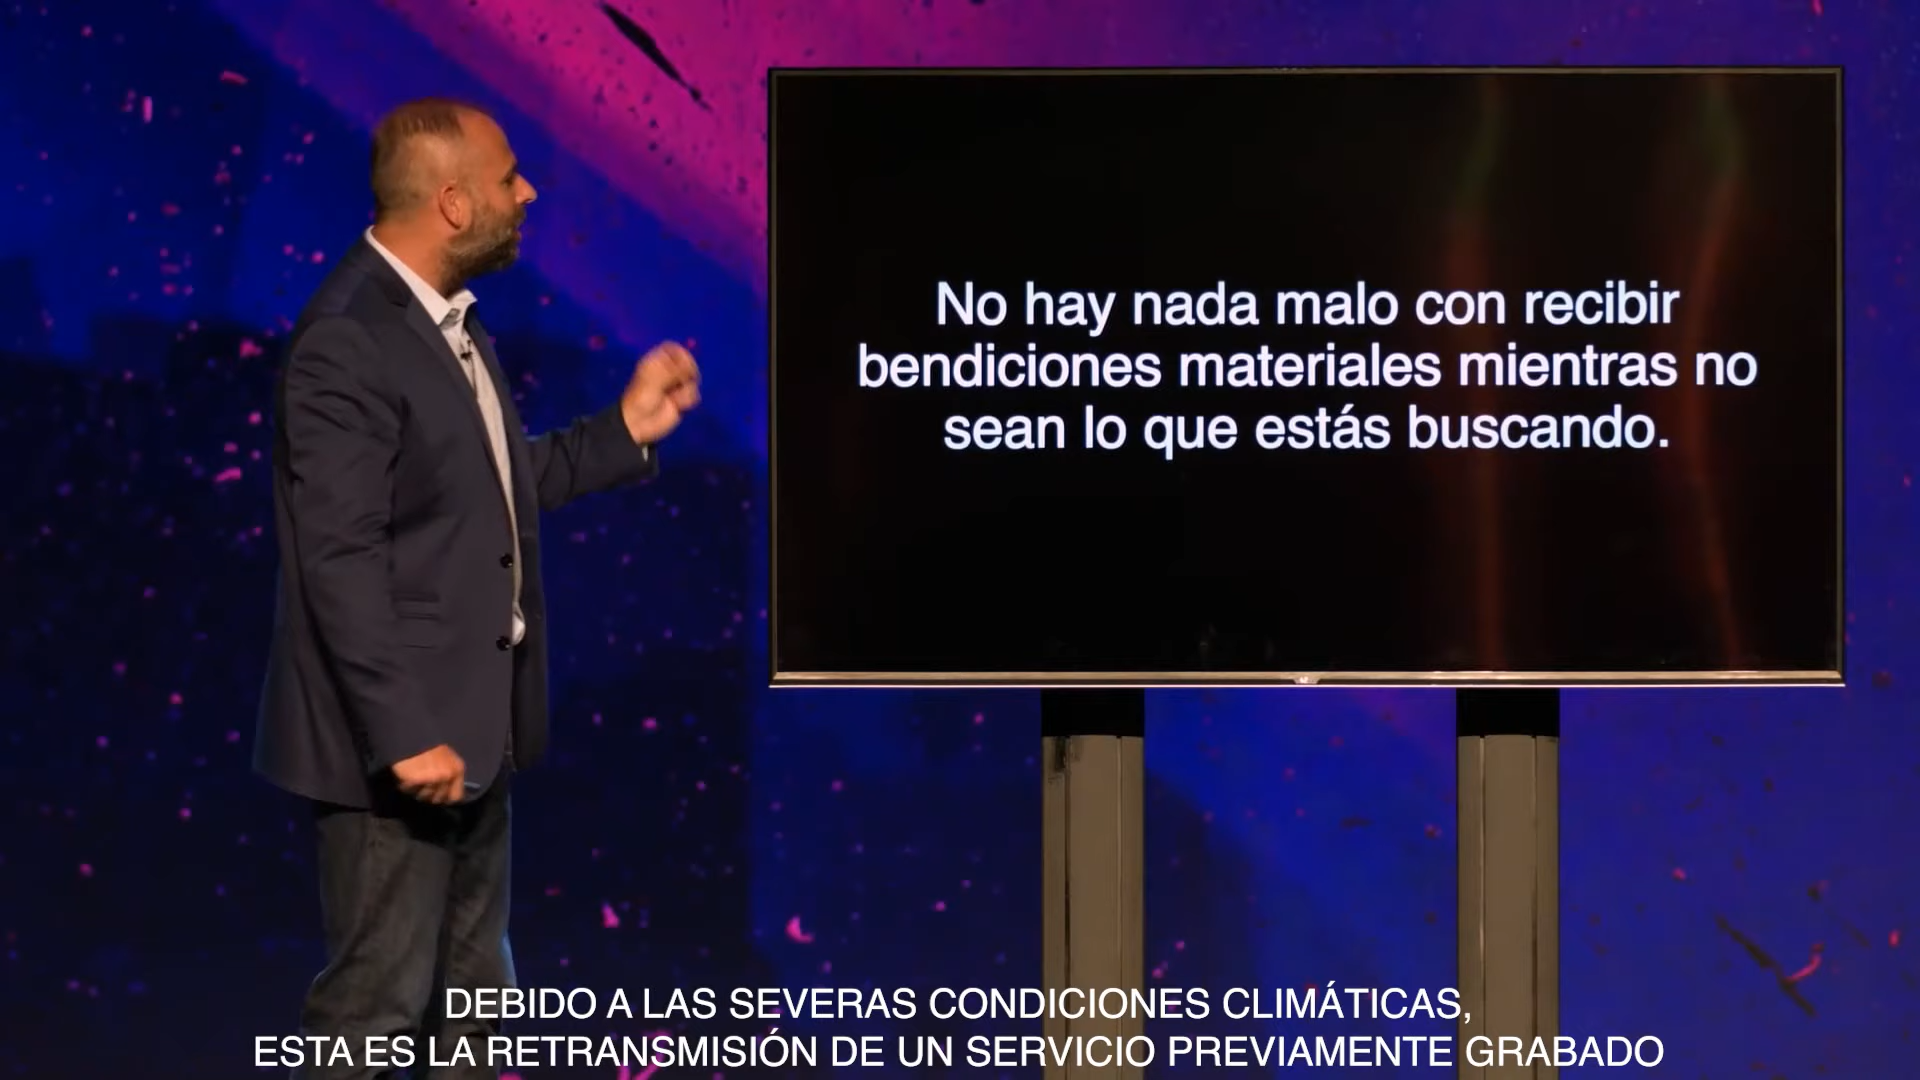 No hay nada malo con recibir
bendiciones materiales mientras no
sean lo que estás buscando.
DEBIDO A LAS SEVERAS CONDICIONES CLIMÁTICAS,
ESTA ES LA RETRANSMISIÓN DE UN SERVICIO PREVIAMENTE GRABADO